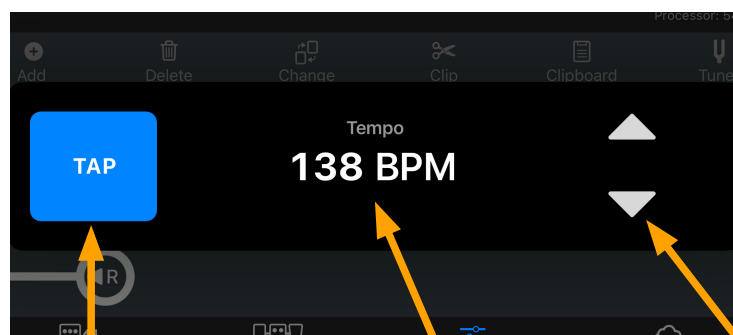 Processor: 5
Add Delete Change Clip Clipboard Tune
Tempo
TAP 138 BPM
R